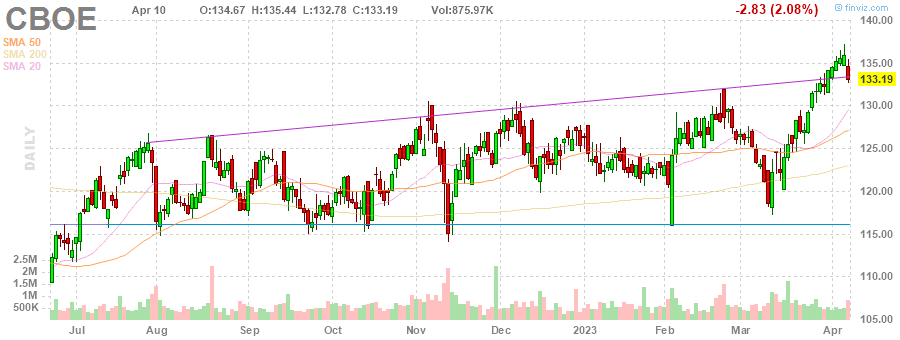 CBOE Apr 10 O:134.67 H:135.44 L:132.78 C:133.19 Vol:875.97K -2.83 (2.08%) © finviz.com
SMA 50
SMA 200
SMA 20
DAILY
140.00
135.00
133.19
130.00
125.00
120.00
115.00
110.00
105.00
2.5M
2M
1.5M
1M
500K
Jul Aug Sep Oct Nov Dec 2023 Feb Mar Apr